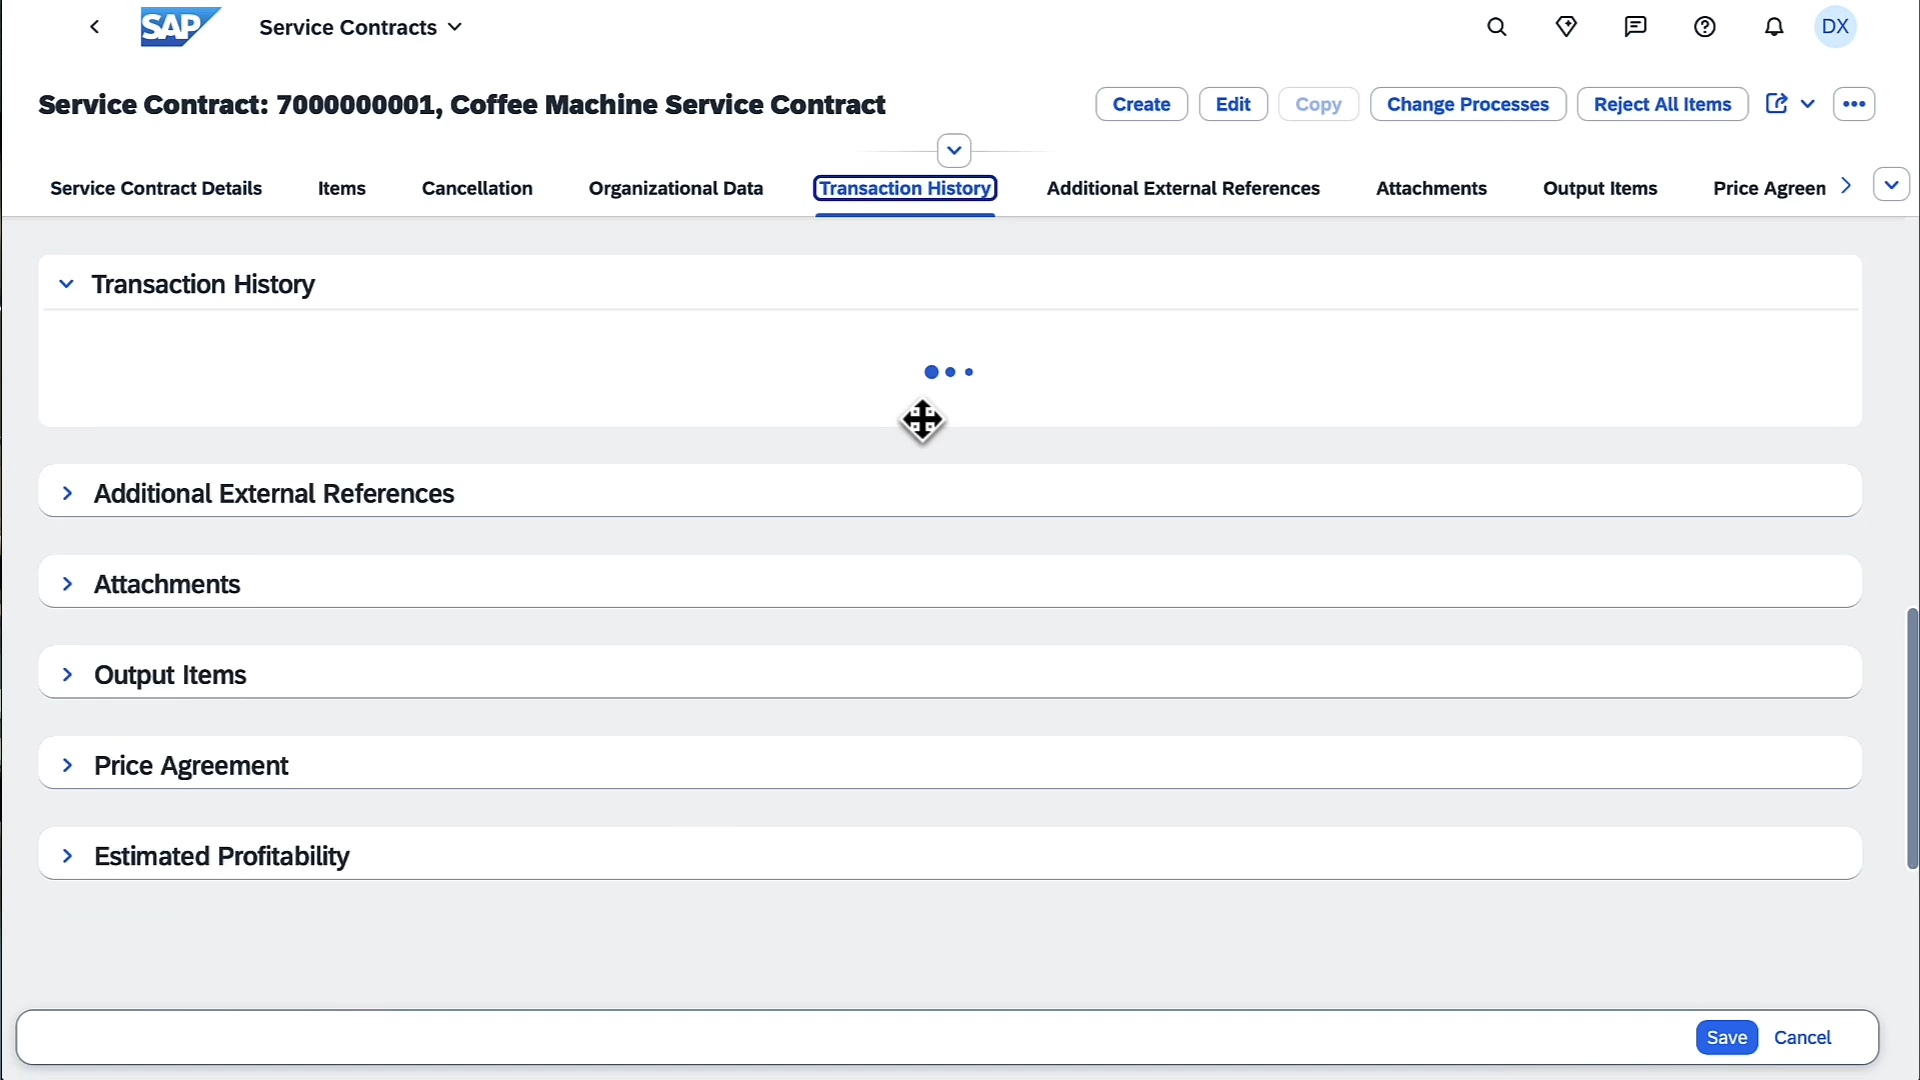 SAP Service Contracts DX
Service Contract: 7000000001, Coffee Machine Service Contract Create Edit Copy Change Processes Reject All Items
Service Contract Details Items Cancellation Organizational Data Transaction History Additional External References Attachments Output Items Price Agreen
Transaction History
Additional External References
Attachments
Output Items
Price Agreement
Estimated Profitability
Save Cancel